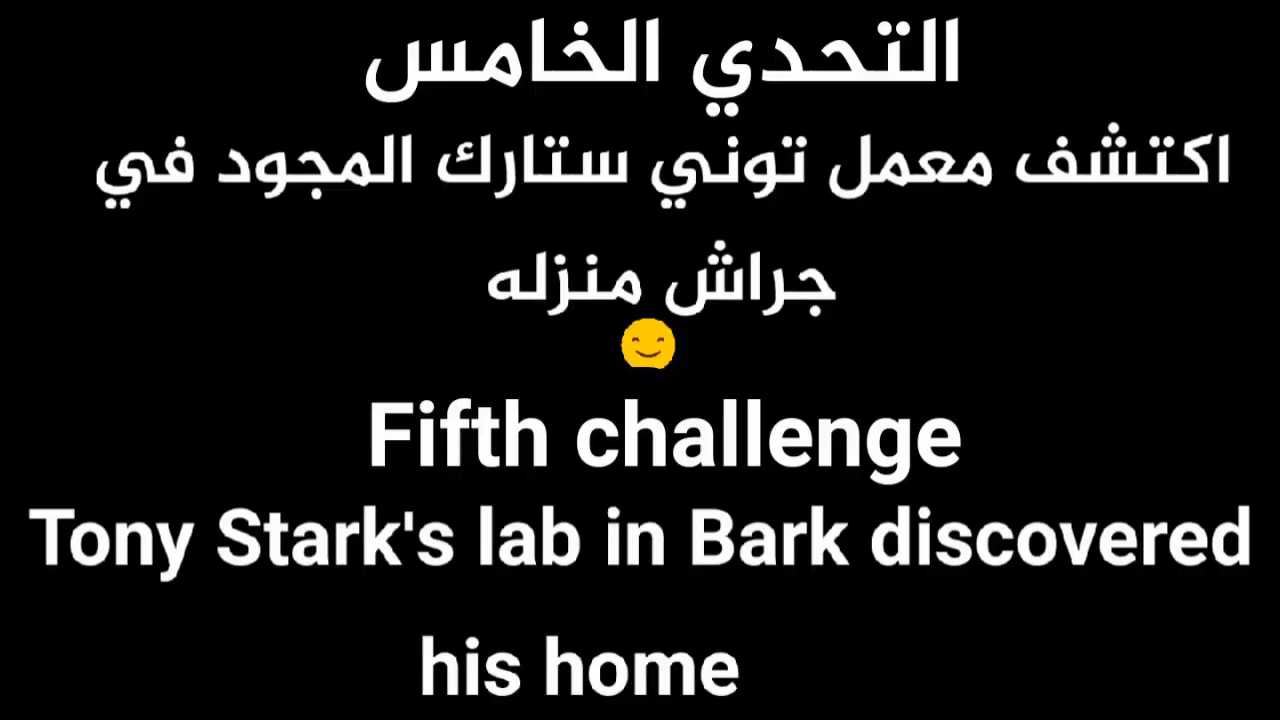 التحدي الخامس
اكتشف معمل توني ستارك المجود في
جراش منزله
😊
Fifth challenge
Tony Stark's lab in Bark discovered
his home